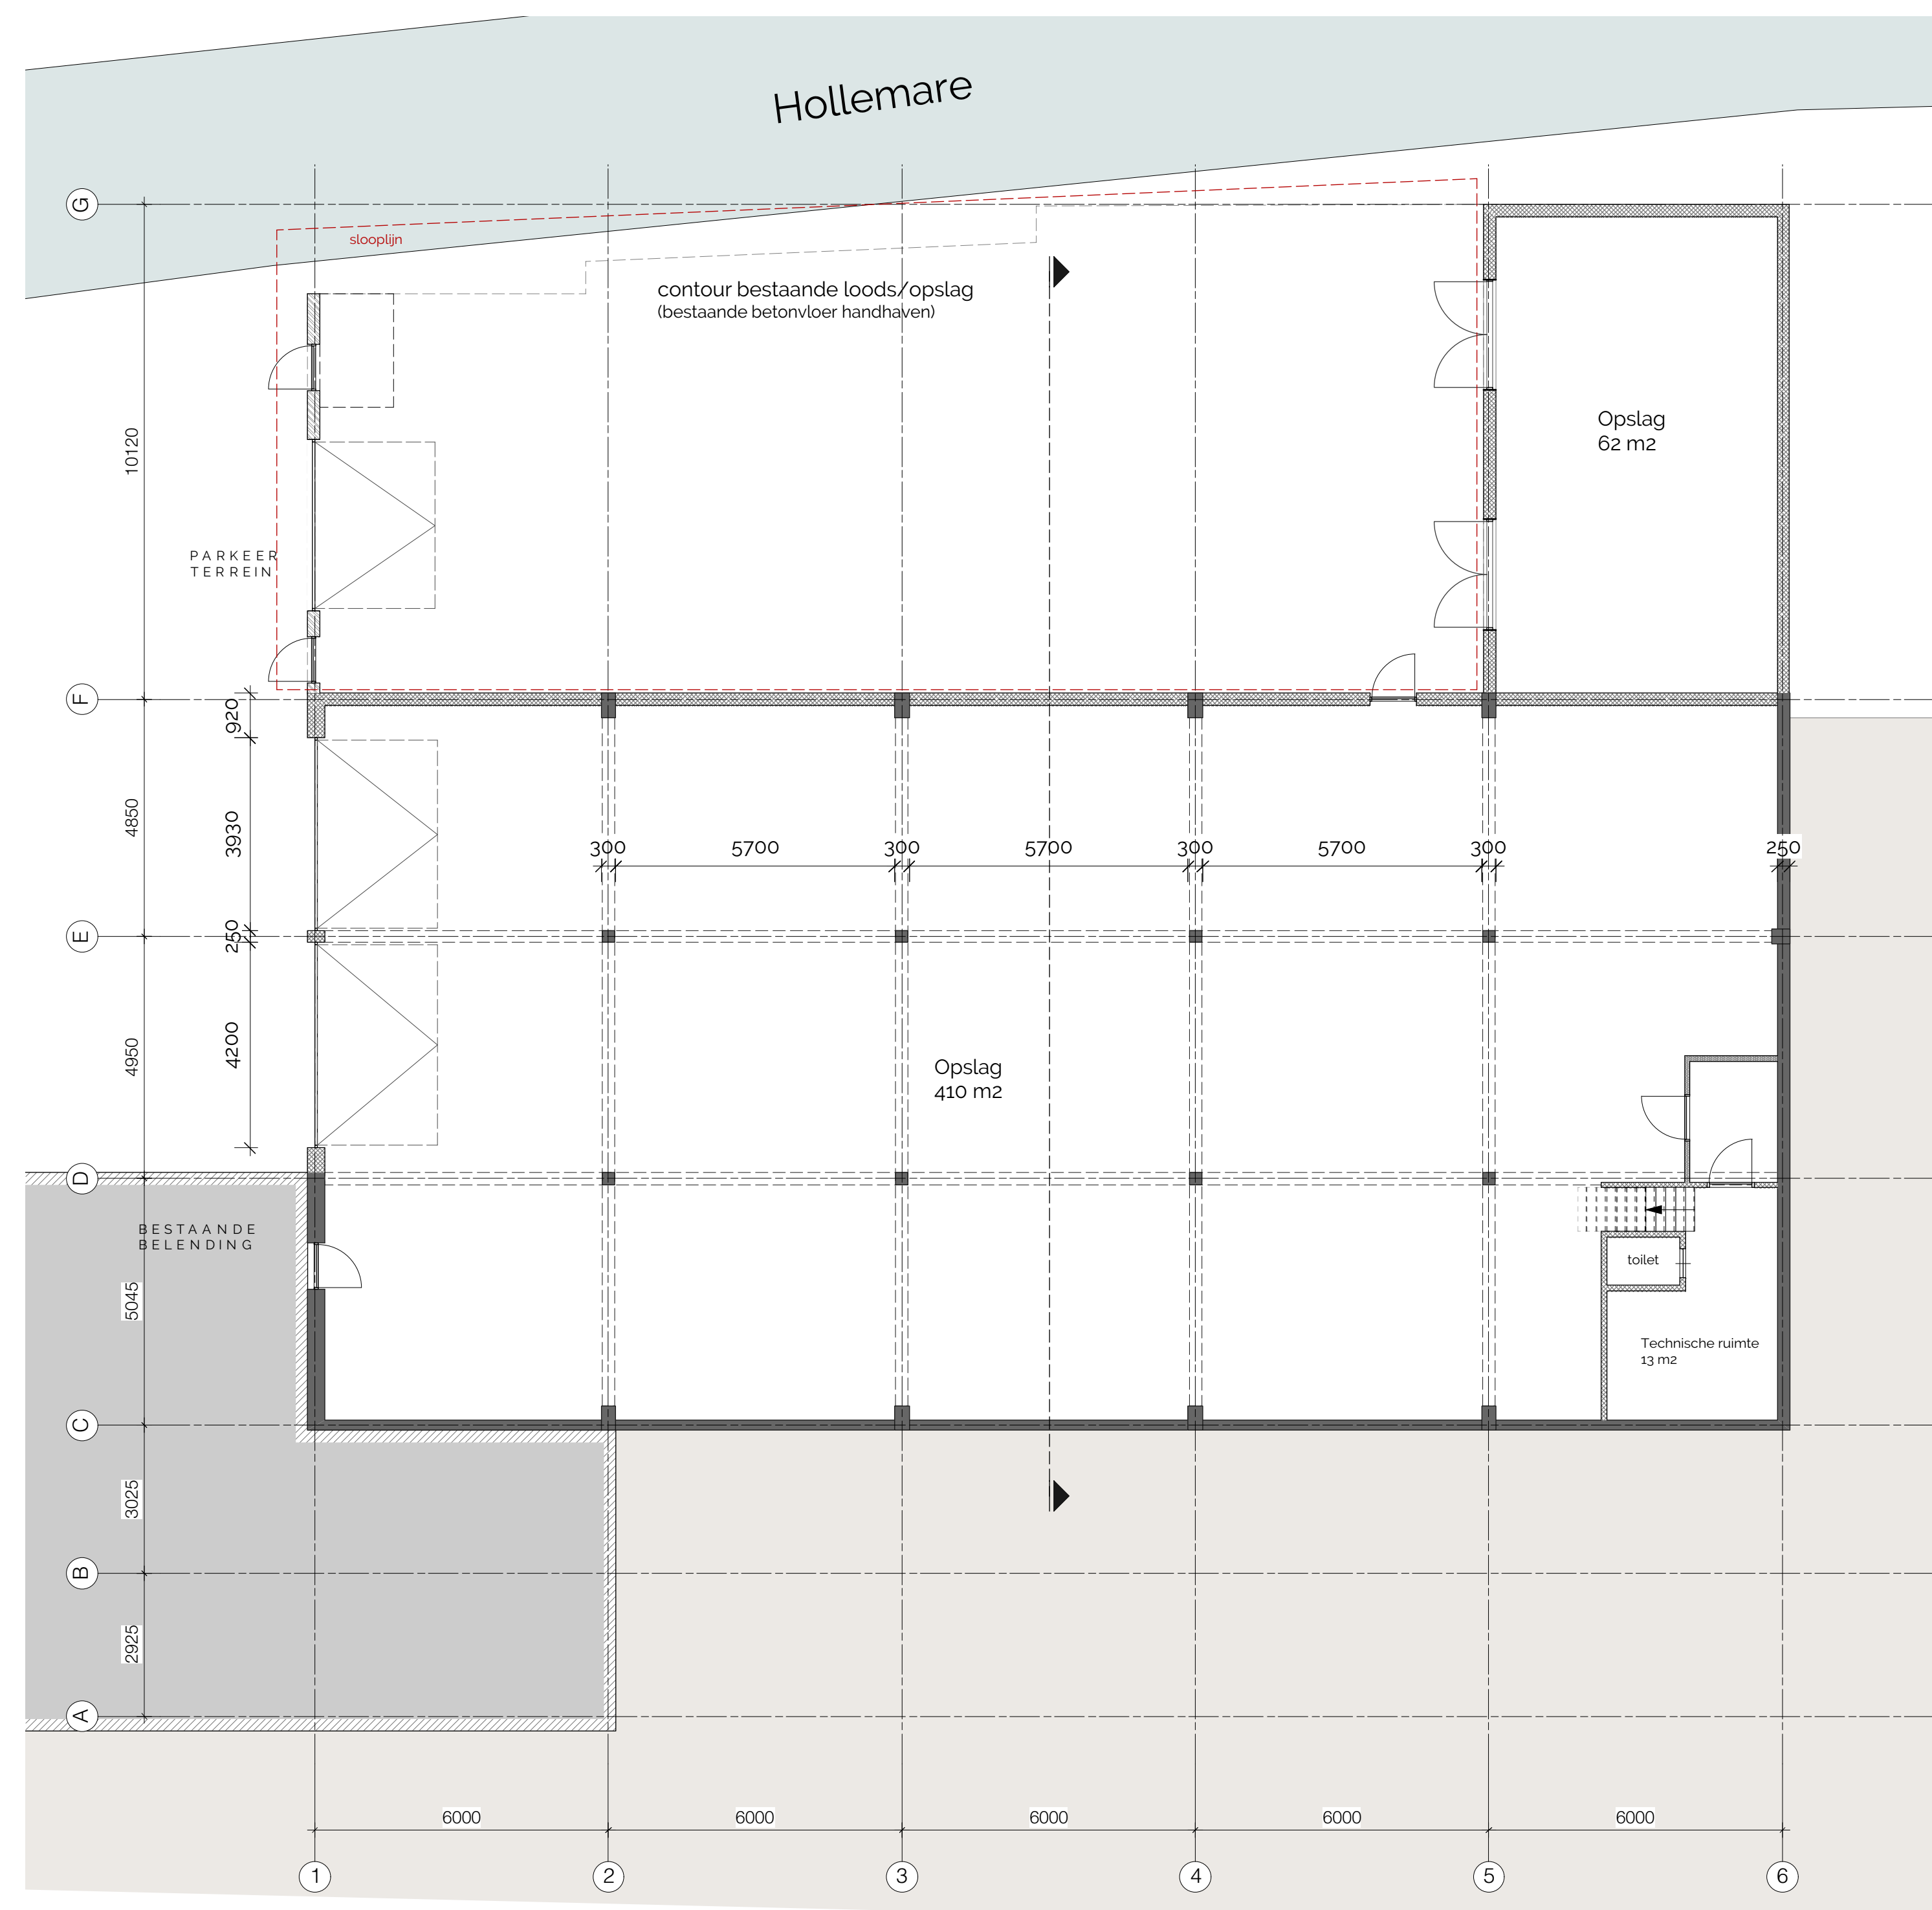 Hollemare
G
slooplijn
contour bestaande loods/opslag
(bestaande betonvloer handhaven)
10120
Opslag
62 m2
PARKEER
TERREIN
F
920
4850
3930
300
5700
300
5700
300
5700
300
250
E
250
4950
4200
Opslag
410 m2
D
BESTAANDE
BELENDING
toilet
5045
Technische ruimte
13 m2
C
3025
B
2925
A
6000
6000
6000
6000
6000
1
2
3
4
5
6